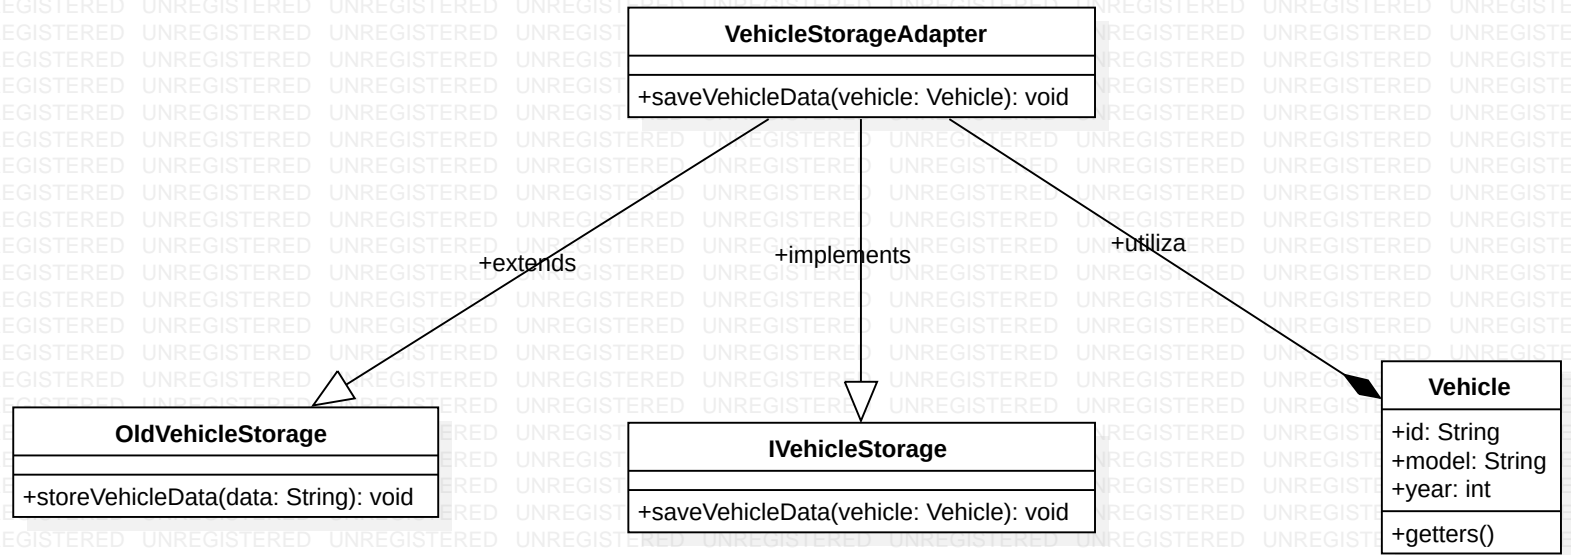 VehicleStorageAdapter
+saveVehicleData(vehicle: Vehicle): void
+extends
+implements
+utiliza
OldVehicleStorage
+storeVehicleData(data: String): void
IVehicleStorage
+saveVehicleData(vehicle: Vehicle): void
Vehicle
+id: String
+model: String
+year: int
+getters()
UNREGISTERED